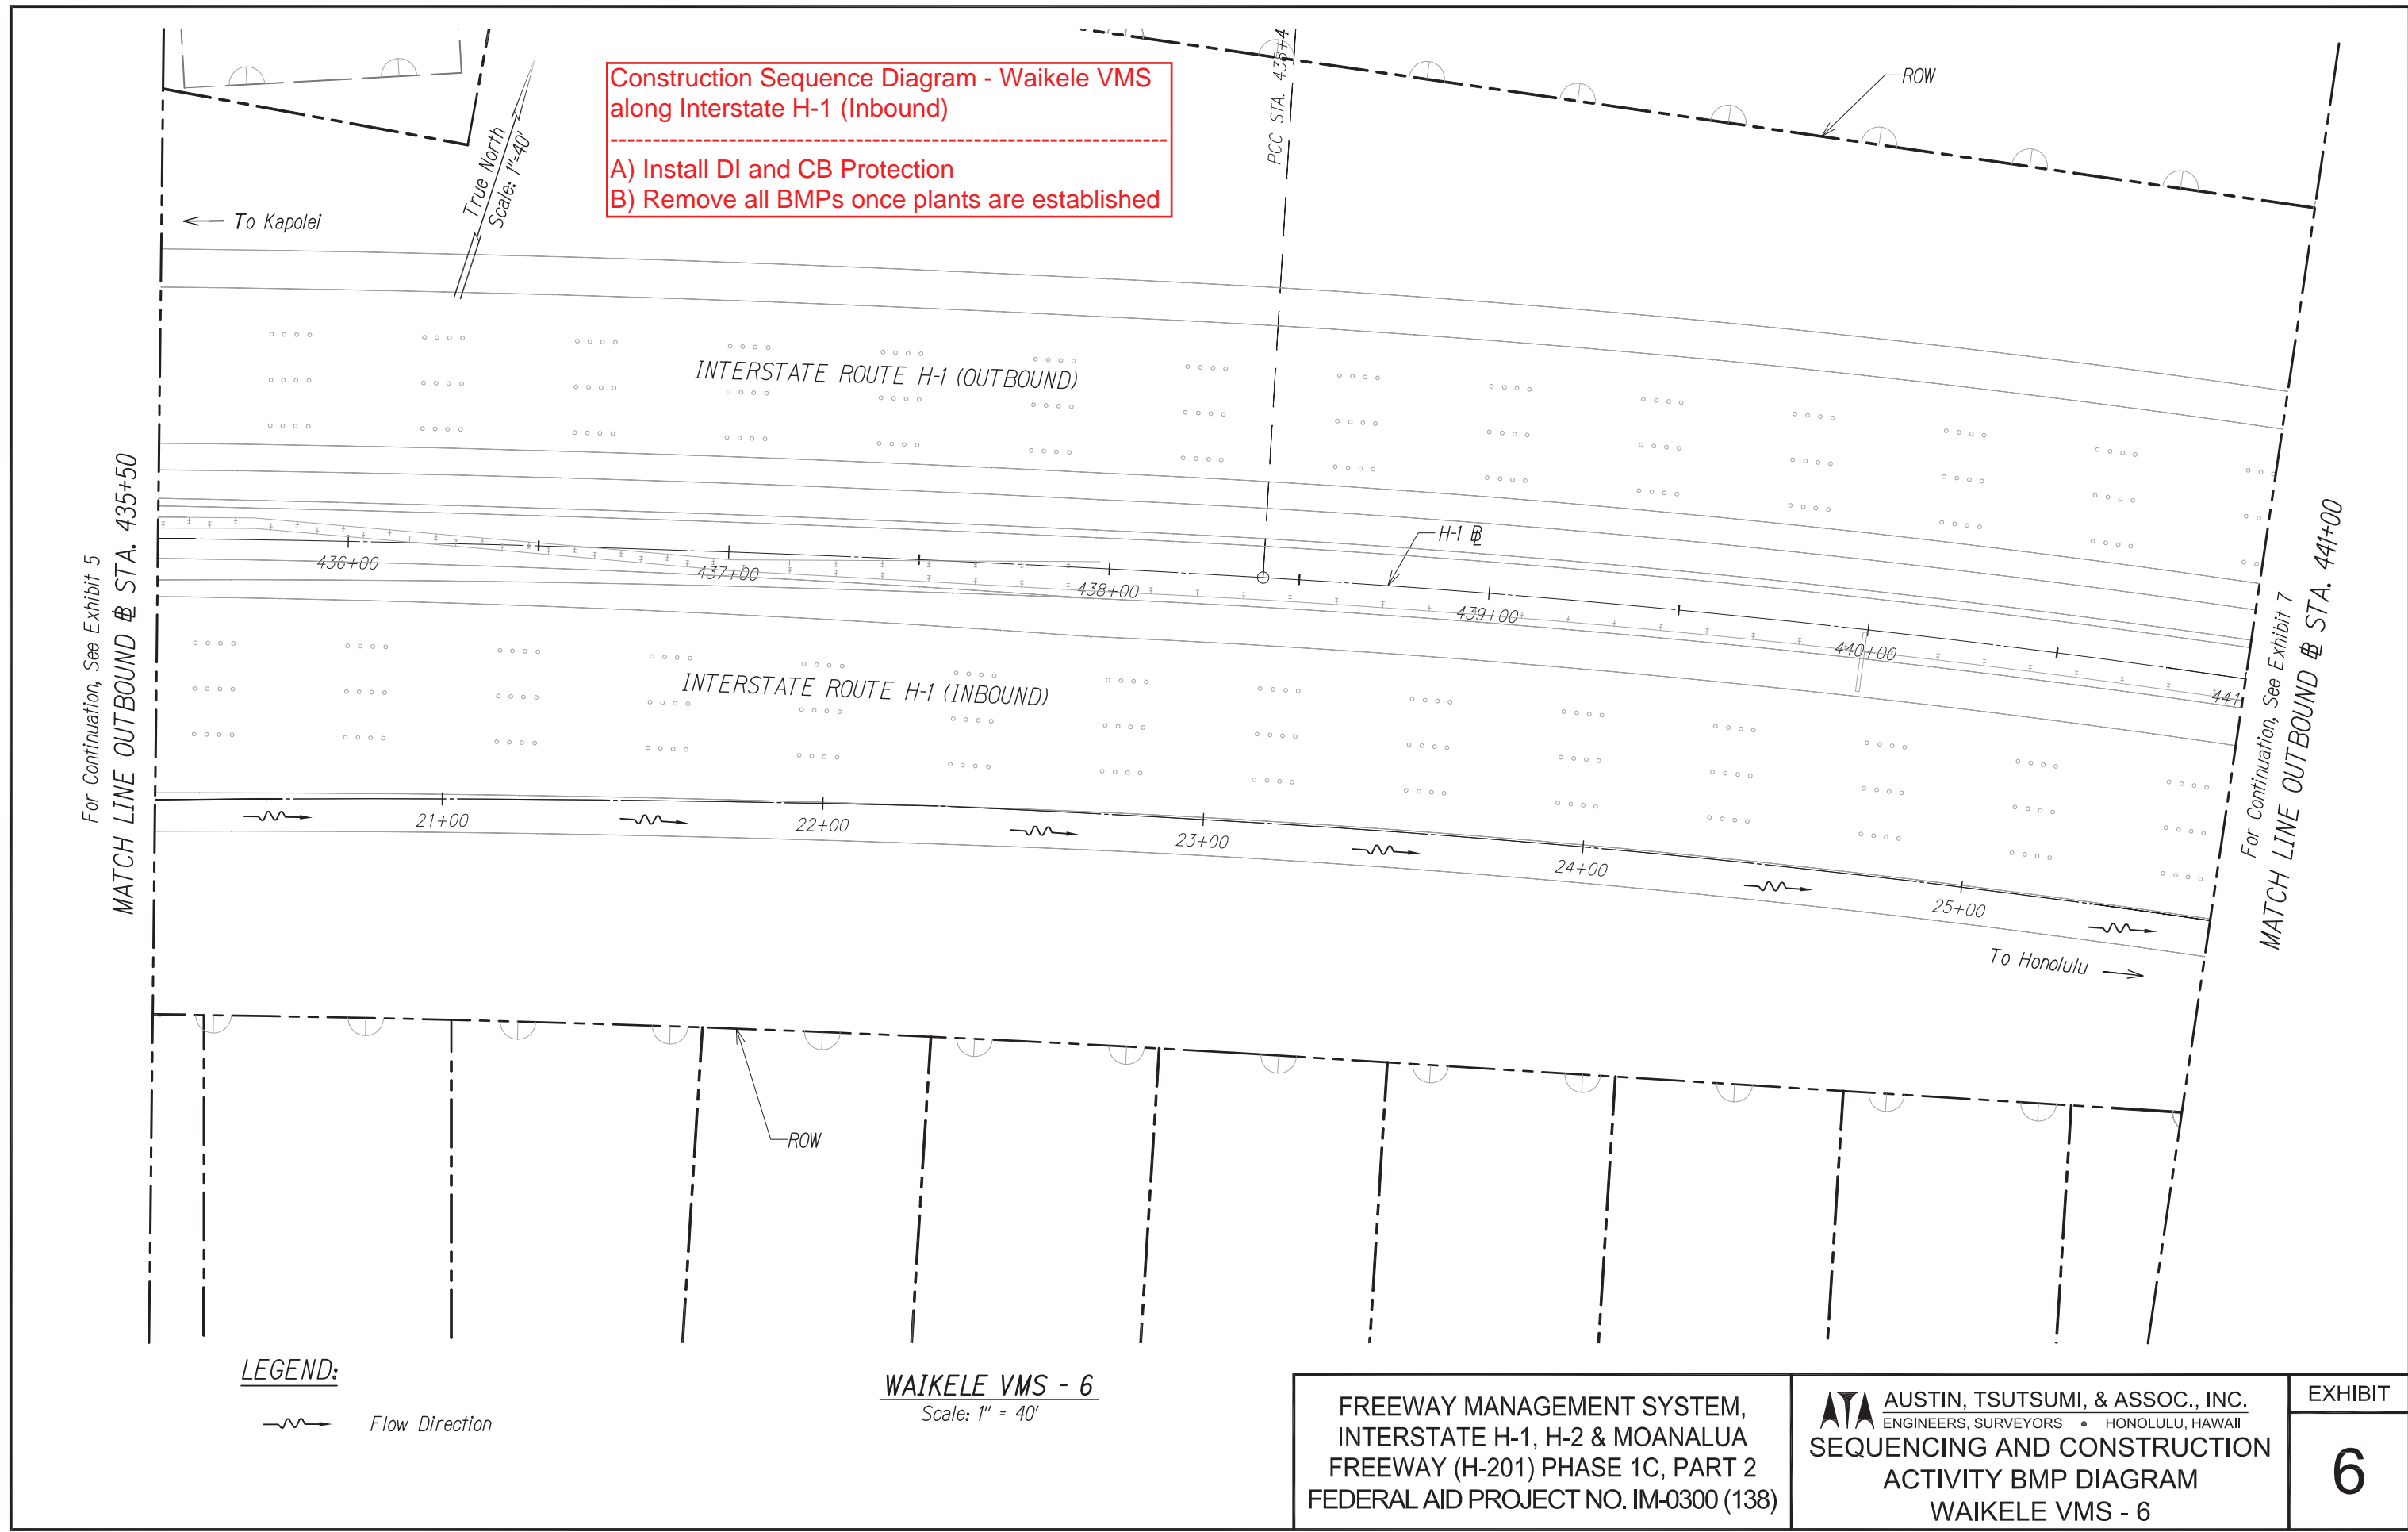 Construction Sequence Diagram - Waikele VMS
along Interstate H-1 (Inbound)
--------------------------------------------------------------------
A) Install DI and CB Protection
B) Remove all BMPs once plants are established
True North
Scale: 1"=40'
PCC STA. 438+4
ROW
To Kapolei
INTERSTATE ROUTE H-1 (OUTBOUND)
For Continuation, See Exhibit 5
MATCH LINE OUTBOUND ⅊ STA. 435+50
H-1 ⅊
436+00
437+00
438+00
439+00
440+00
441
For Continuation, See Exhibit 7
MATCH LINE OUTBOUND ⅊ STA. 441+00
INTERSTATE ROUTE H-1 (INBOUND)
21+00
22+00
23+00
24+00
25+00
To Honolulu
ROW
LEGEND:
Flow Direction
WAIKELE VMS - 6
Scale: 1" = 40'
FREEWAY MANAGEMENT SYSTEM,
INTERSTATE H-1, H-2 & MOANALUA
FREEWAY (H-201) PHASE 1C, PART 2
FEDERAL AID PROJECT NO. IM-0300 (138)
ATA AUSTIN, TSUTSUMI, & ASSOC., INC.
ENGINEERS, SURVEYORS • HONOLULU, HAWAII
SEQUENCING AND CONSTRUCTION
ACTIVITY BMP DIAGRAM
WAIKELE VMS - 6
EXHIBIT
6